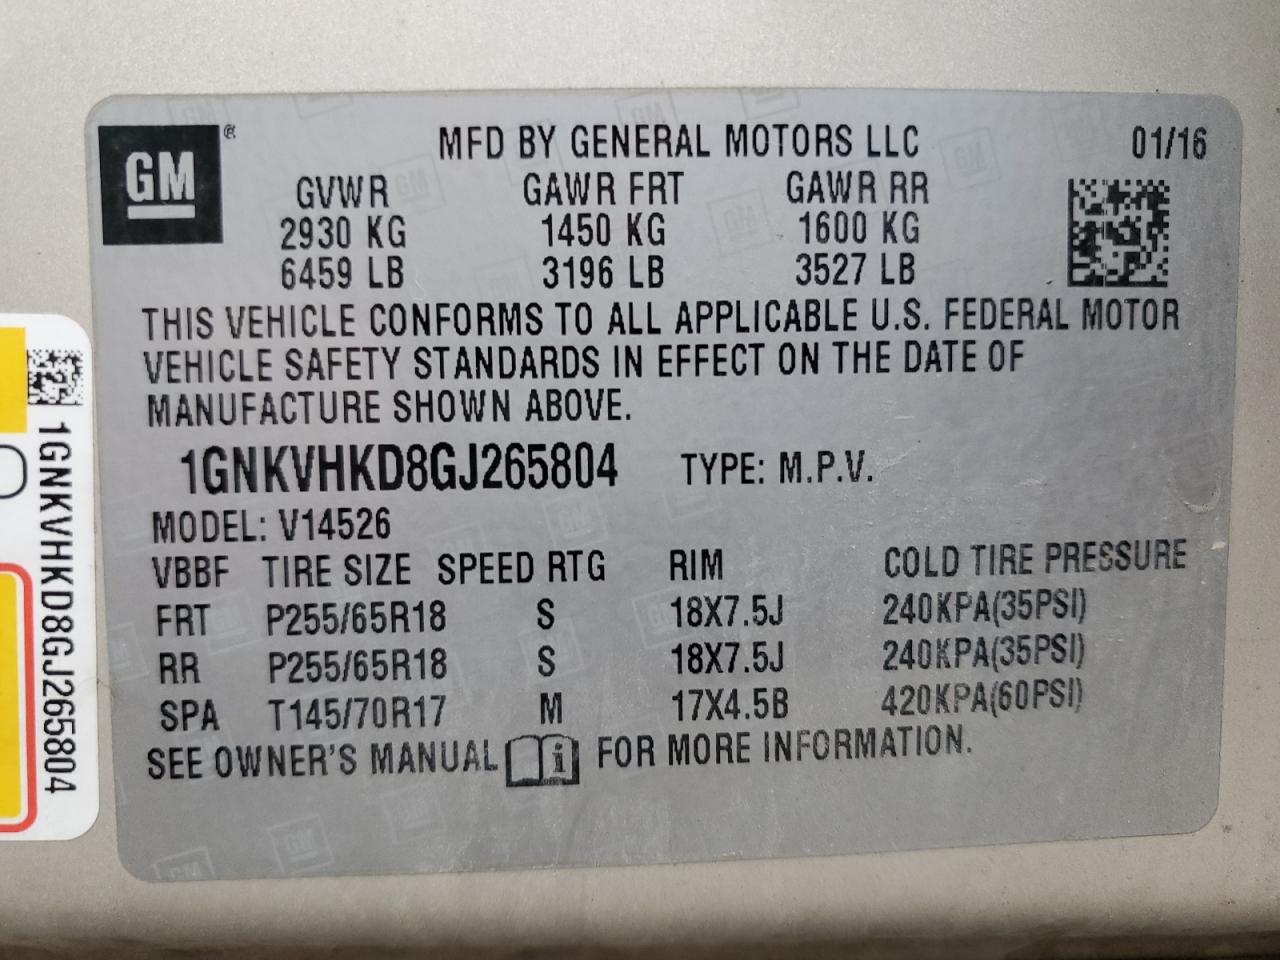 GM®
MFD BY GENERAL MOTORS LLC 01/16
GVWR GAWR FRT GAWR RR
2930 KG 1450 KG 1600 KG
6459 LB 3196 LB 3527 LB
THIS VEHICLE CONFORMS TO ALL APPLICABLE U.S. FEDERAL MOTOR
VEHICLE SAFETY STANDARDS IN EFFECT ON THE DATE OF
MANUFACTURE SHOWN ABOVE.
1GNKVHKD8GJ265804 TYPE: M.P.V.
MODEL: V14526
VBBF TIRE SIZE SPEED RTG RIM COLD TIRE PRESSURE
FRT P255/65R18 S 18X7.5J 240KPA(35PSI)
RR P255/65R18 S 18X7.5J 240KPA(35PSI)
SPA T145/70R17 M 17X4.5B 420KPA(60PSI)
SEE OWNER'S MANUAL i FOR MORE INFORMATION.
1GNKVHKD8GJ265804